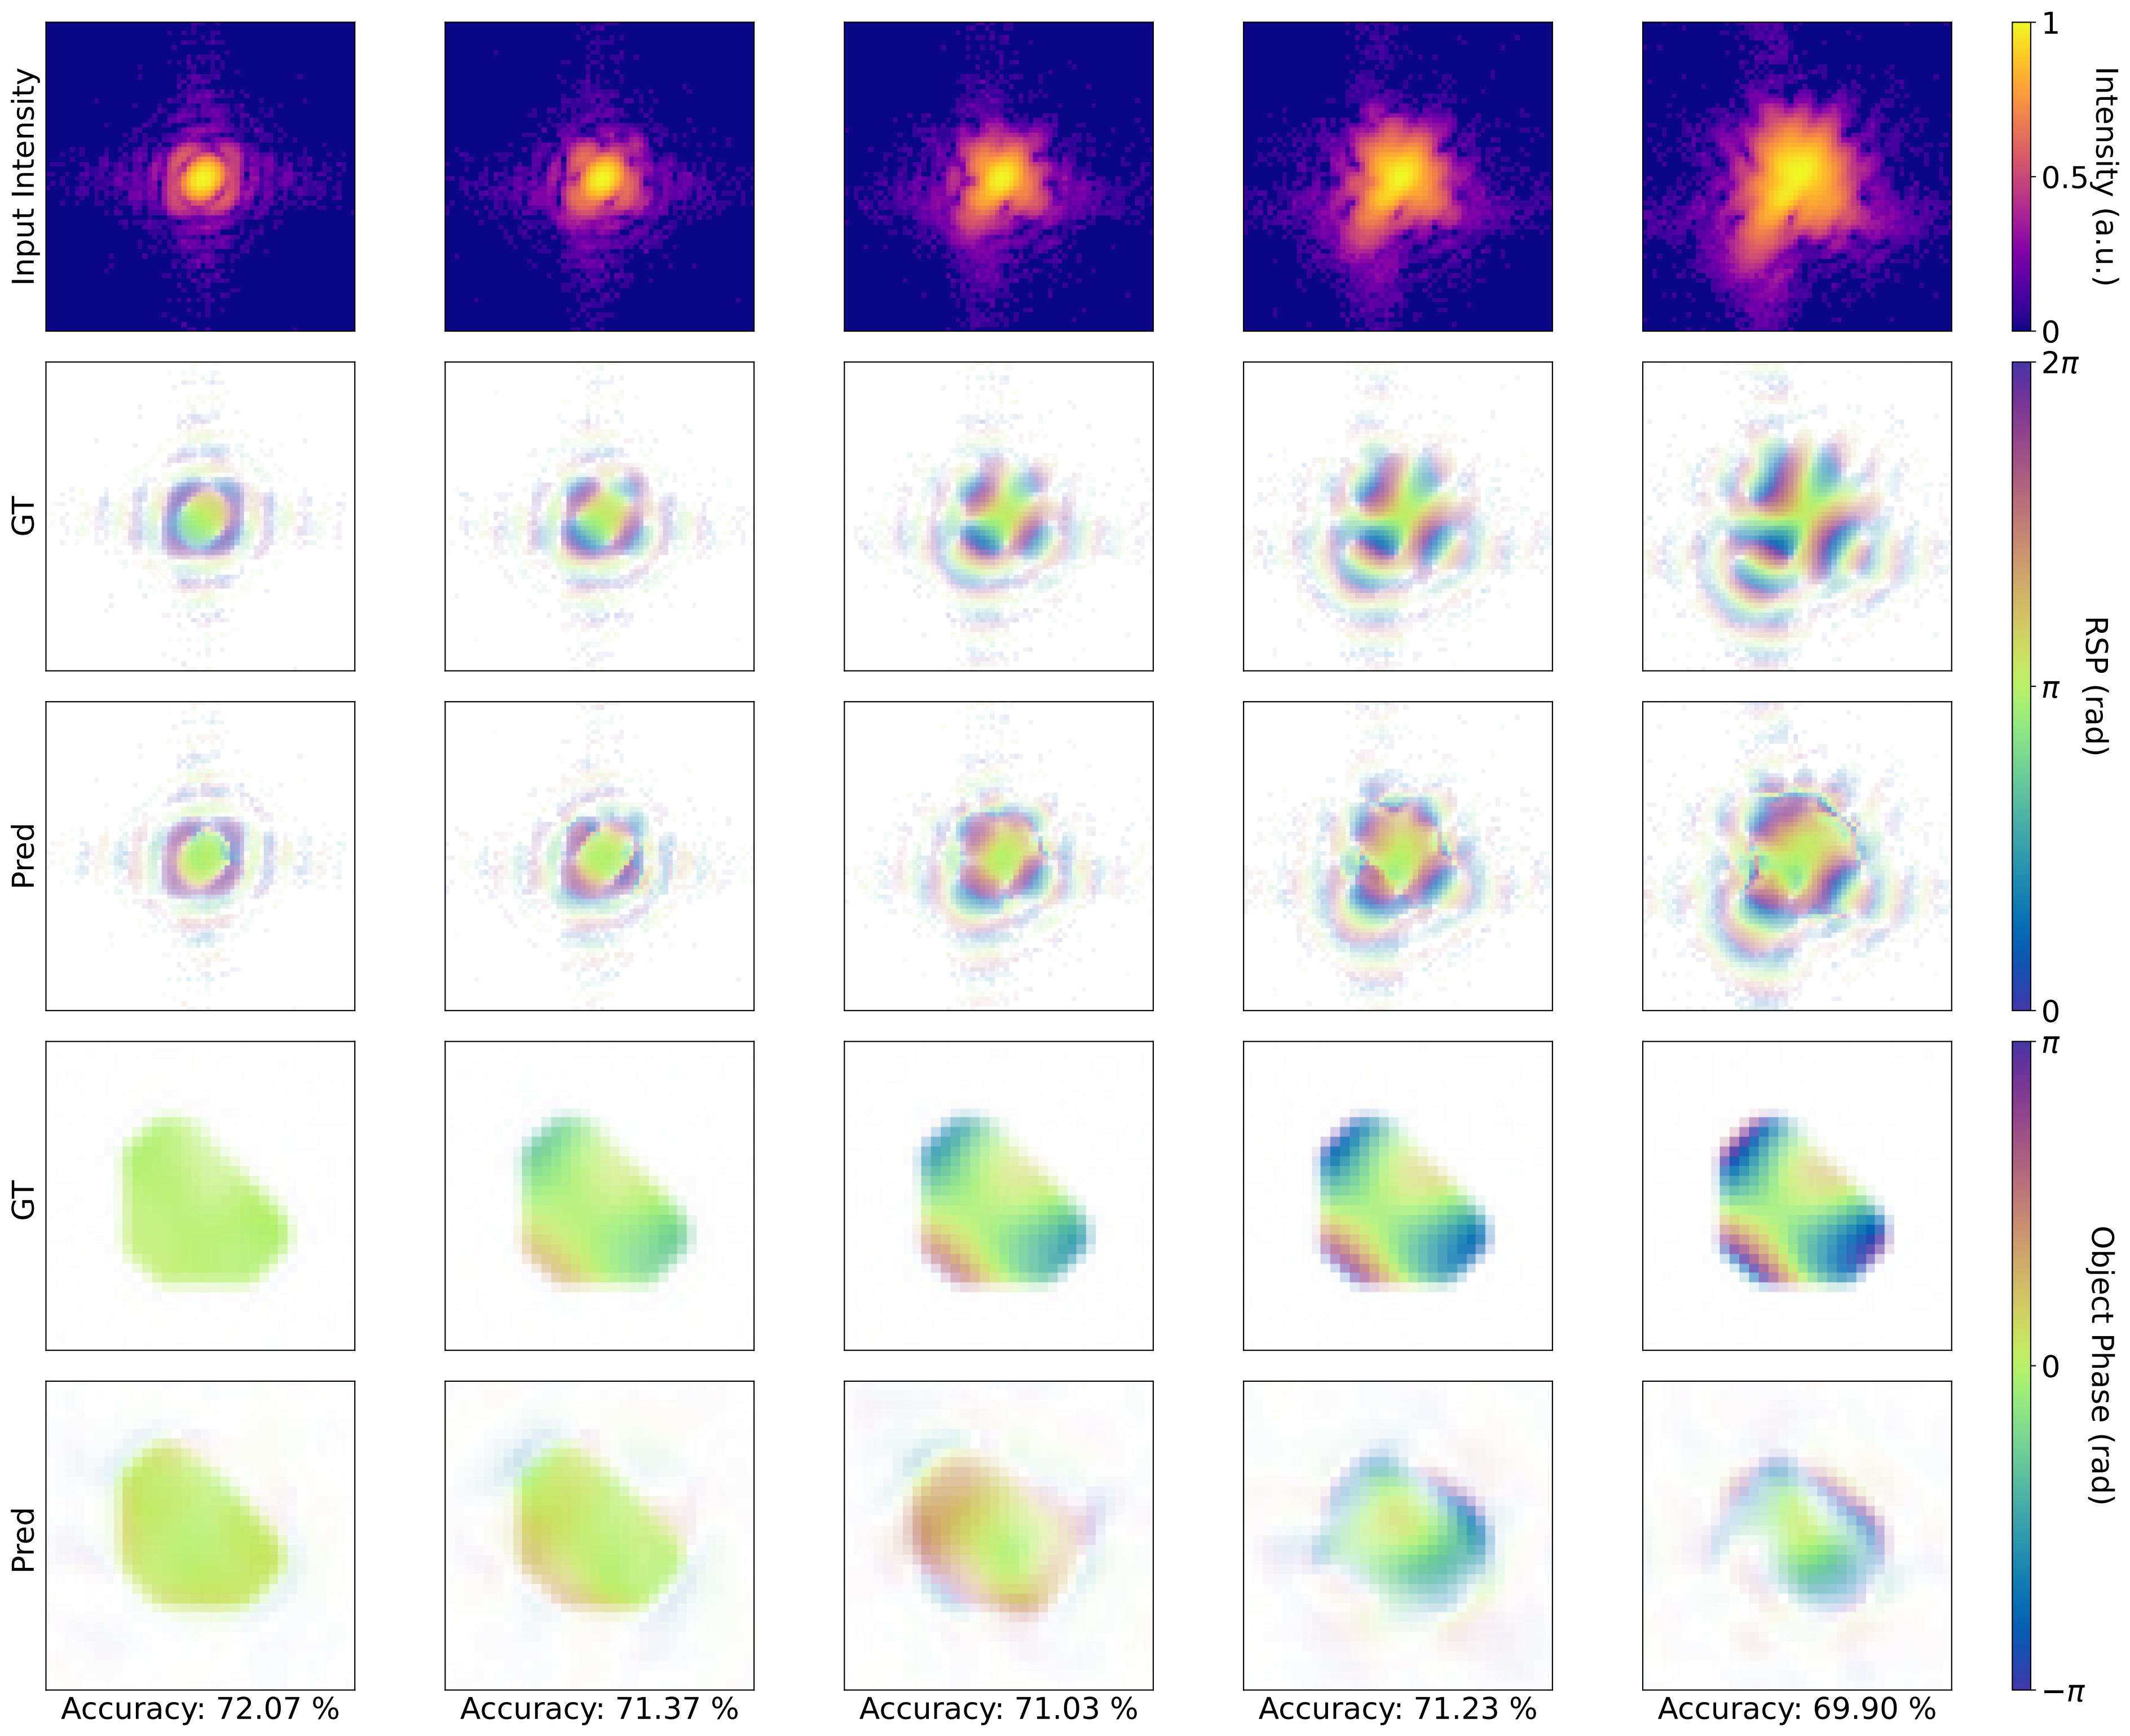 Input Intensity
1
0.5
0
Intensity (a.u.)
GT
2π
π
0
RSP (rad)
Pred
GT
π
0
−π
Object Phase (rad)
Pred
Accuracy: 72.07 %
Accuracy: 71.37 %
Accuracy: 71.03 %
Accuracy: 71.23 %
Accuracy: 69.90 %